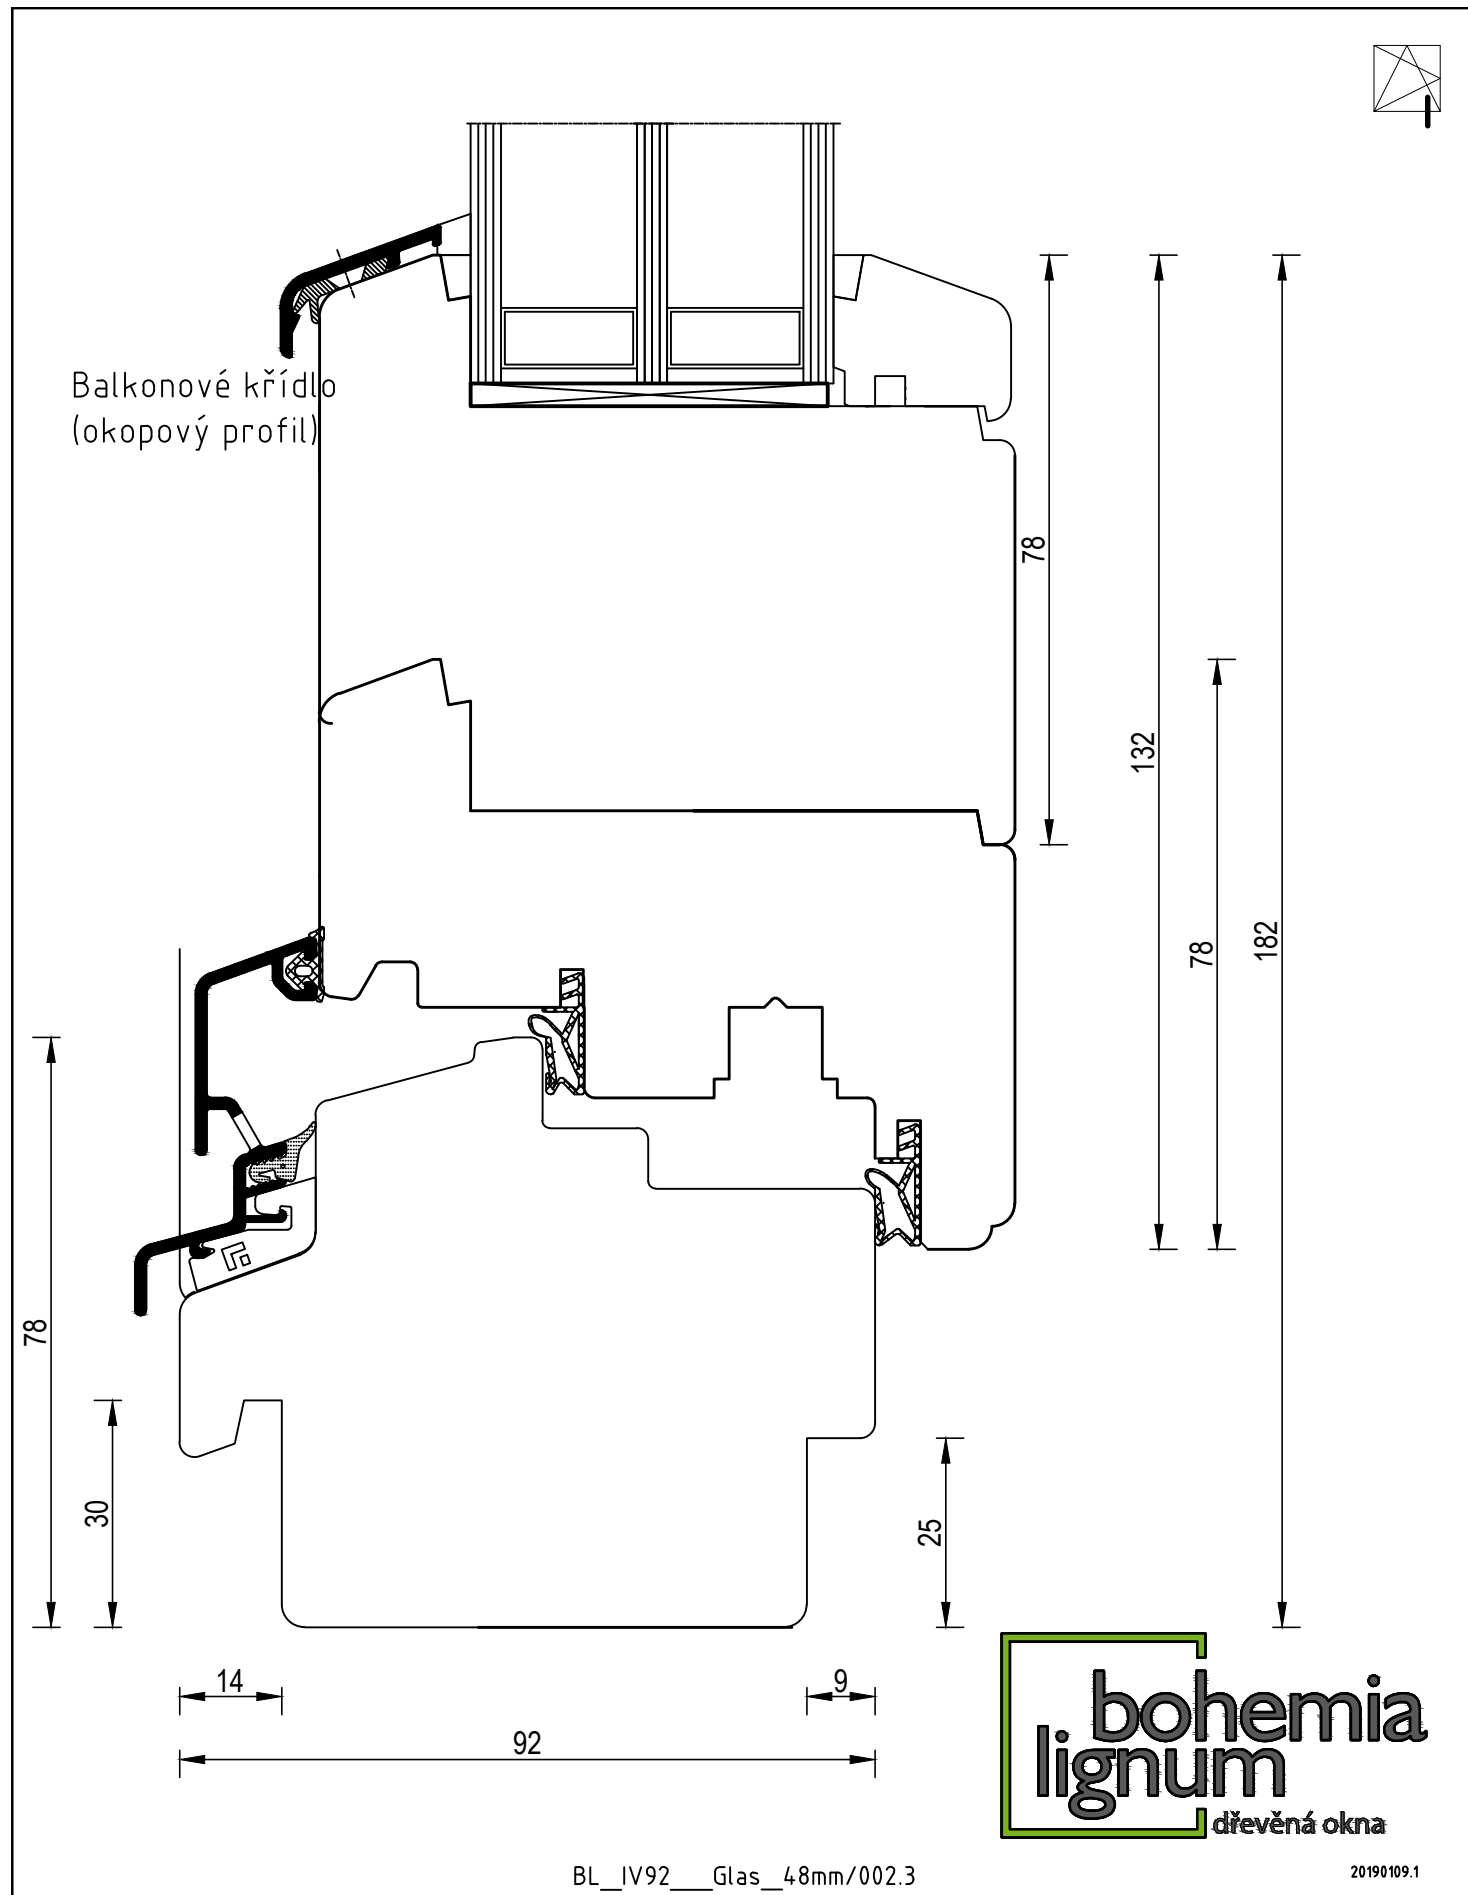 Balkonové křídlo
(okopový profil)
78
132
78
182
78
30
25
14
9
92
bohemia
lignum
dřevěná okna
BL__IV92___Glas__48mm/002.3
20190109.1